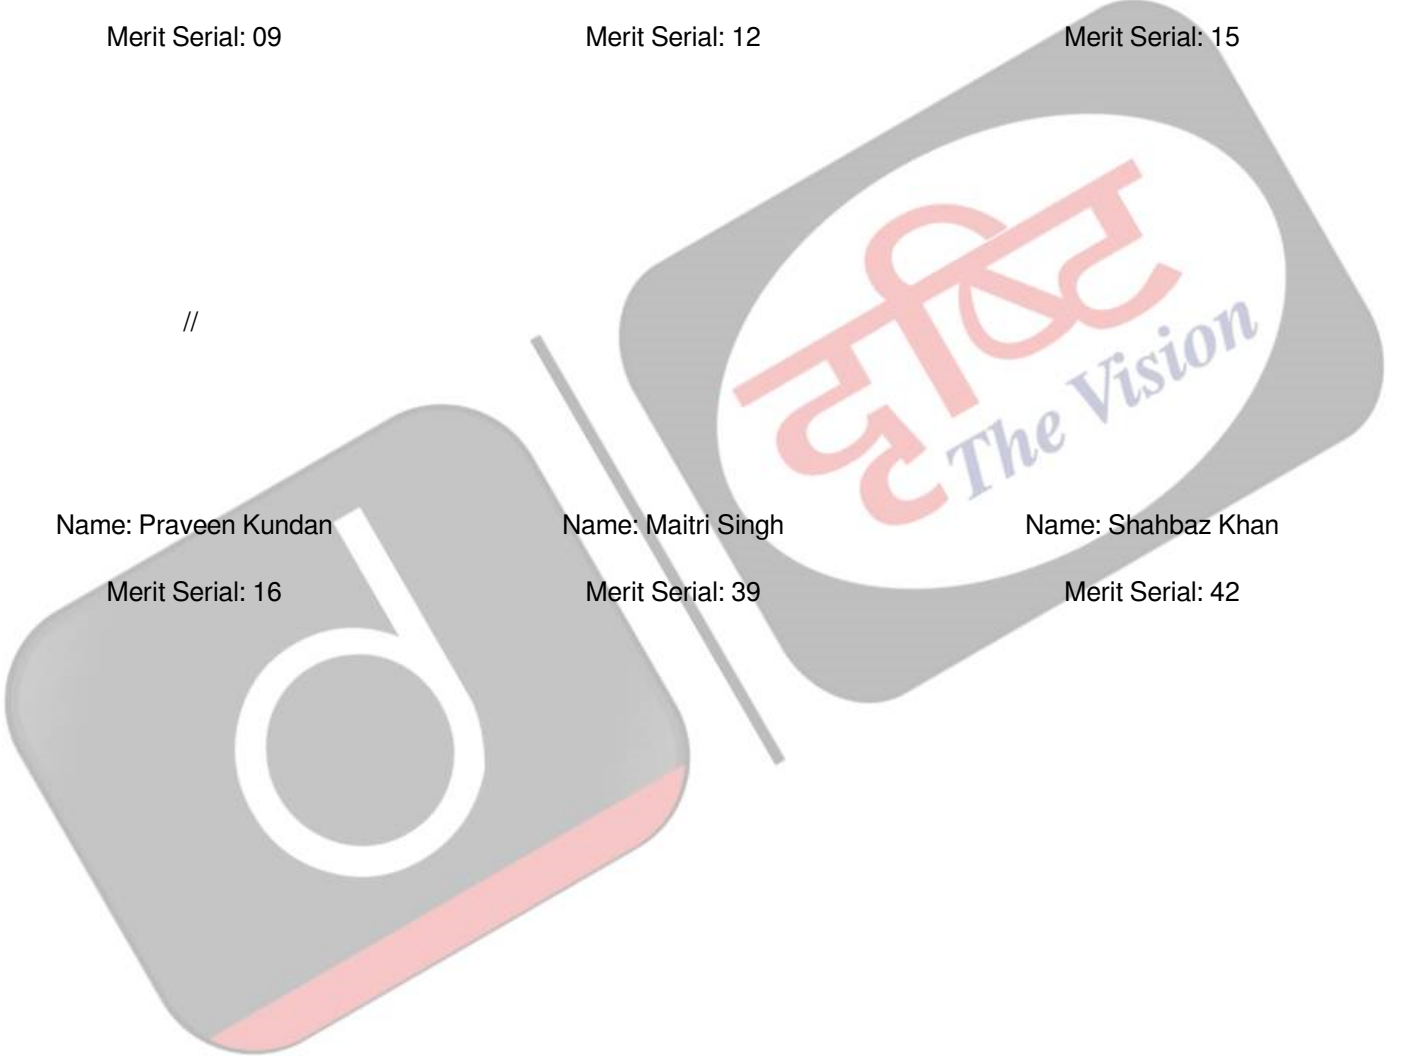 Merit Serial: 09 Merit Serial: 12 Merit Serial: 15
//
दृष्टि
The Vision
Name: Praveen Kundan Name: Maitri Singh Name: Shahbaz Khan
Merit Serial: 16 Merit Serial: 39 Merit Serial: 42
d